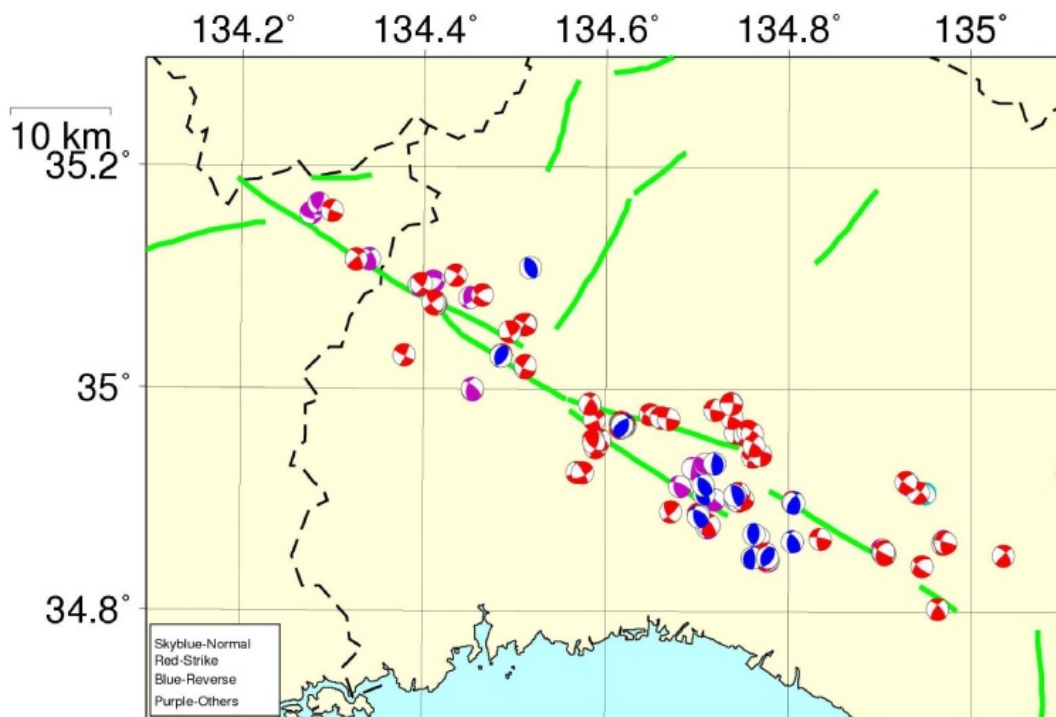 134.2° 134.4° 134.6° 134.8° 135°
10 km
35.2°
35°
34.8°
Skyblue-Normal
Red-Strike
Blue-Reverse
Purple-Others